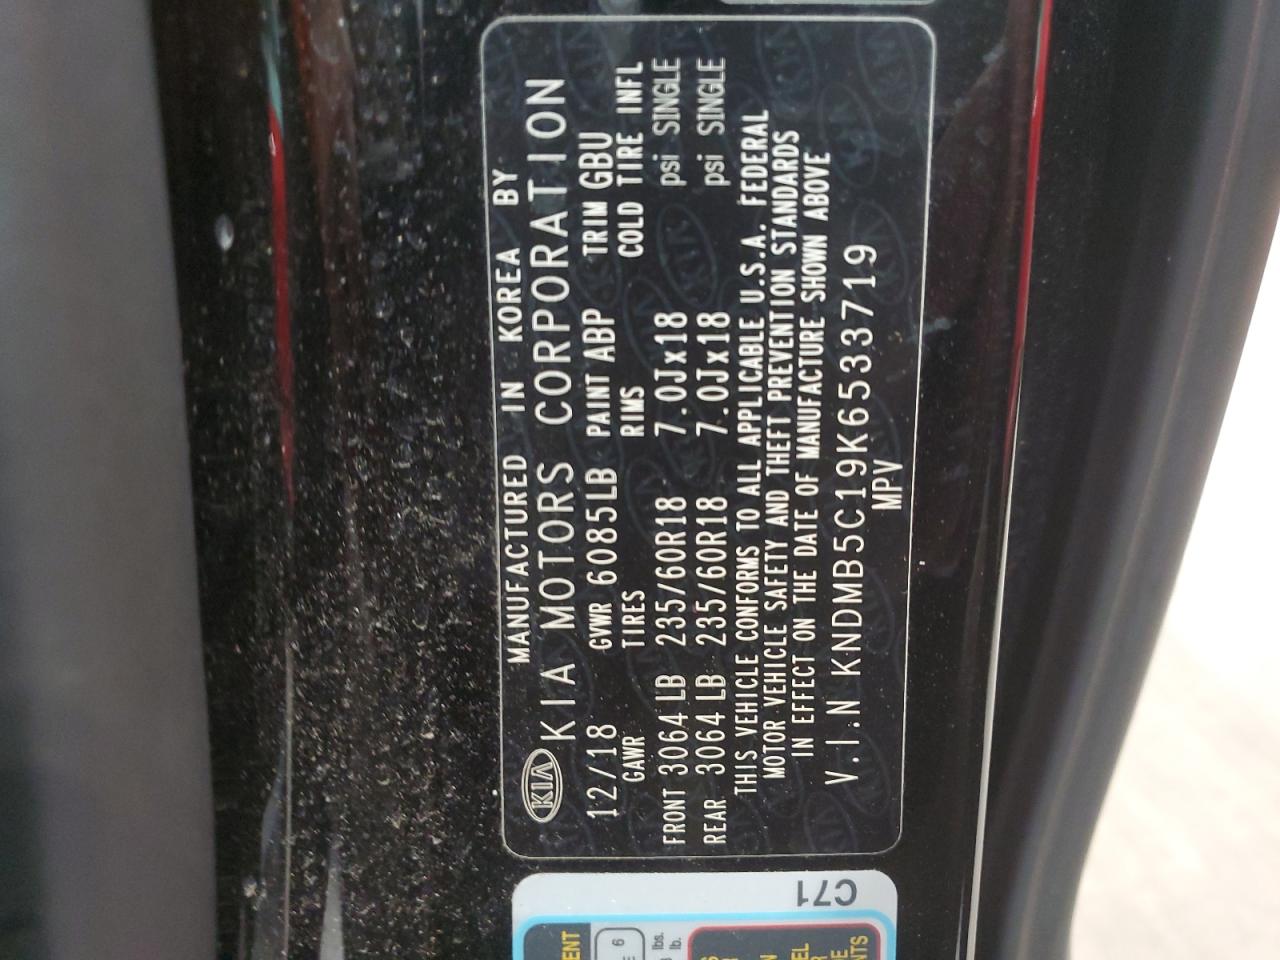 MANUFACTURED IN KOREA BY
KIA KIA MOTORS CORPORATION
12/18 GVWR 6085LB PAINT ABP TRIM GBU
GAWR TIRES RIMS COLD TIRE INFL
FRONT 3064 LB 235/60R18 7.0Jx18 psi SINGLE
REAR 3064 LB 235/60R18 7.0Jx18 psi SINGLE
THIS VEHICLE CONFORMS TO ALL APPLICABLE U.S.A. FEDERAL
MOTOR VEHICLE SAFETY AND THEFT PREVENTION STANDARDS
IN EFFECT ON THE DATE OF MANUFACTURE SHOWN ABOVE
V.I.N KNDMB5C19K6533719
MPV
C71
6
lbs.
lb.